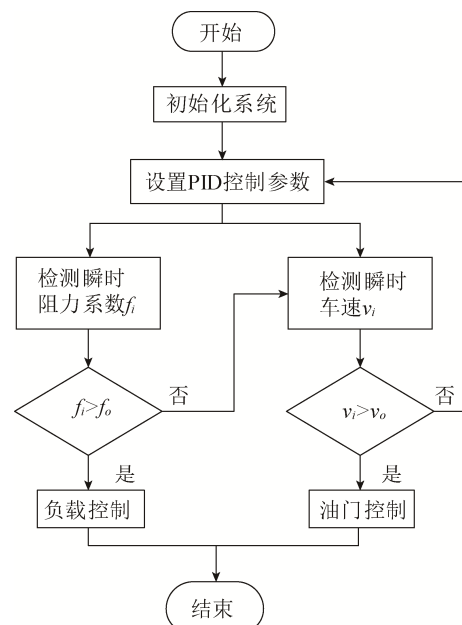 开始
初始化系统
设置PID控制参数
检测瞬时
阻力系数fi
检测瞬时
车速vi
fi>fo
否
vi>vo
否
是
是
负载控制
油门控制
结束